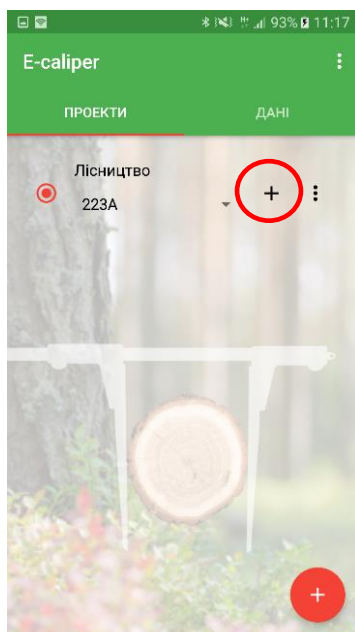 93% 11:17
E-caliper
ПРОЕКТИ ДАНІ
Лісництво
223А